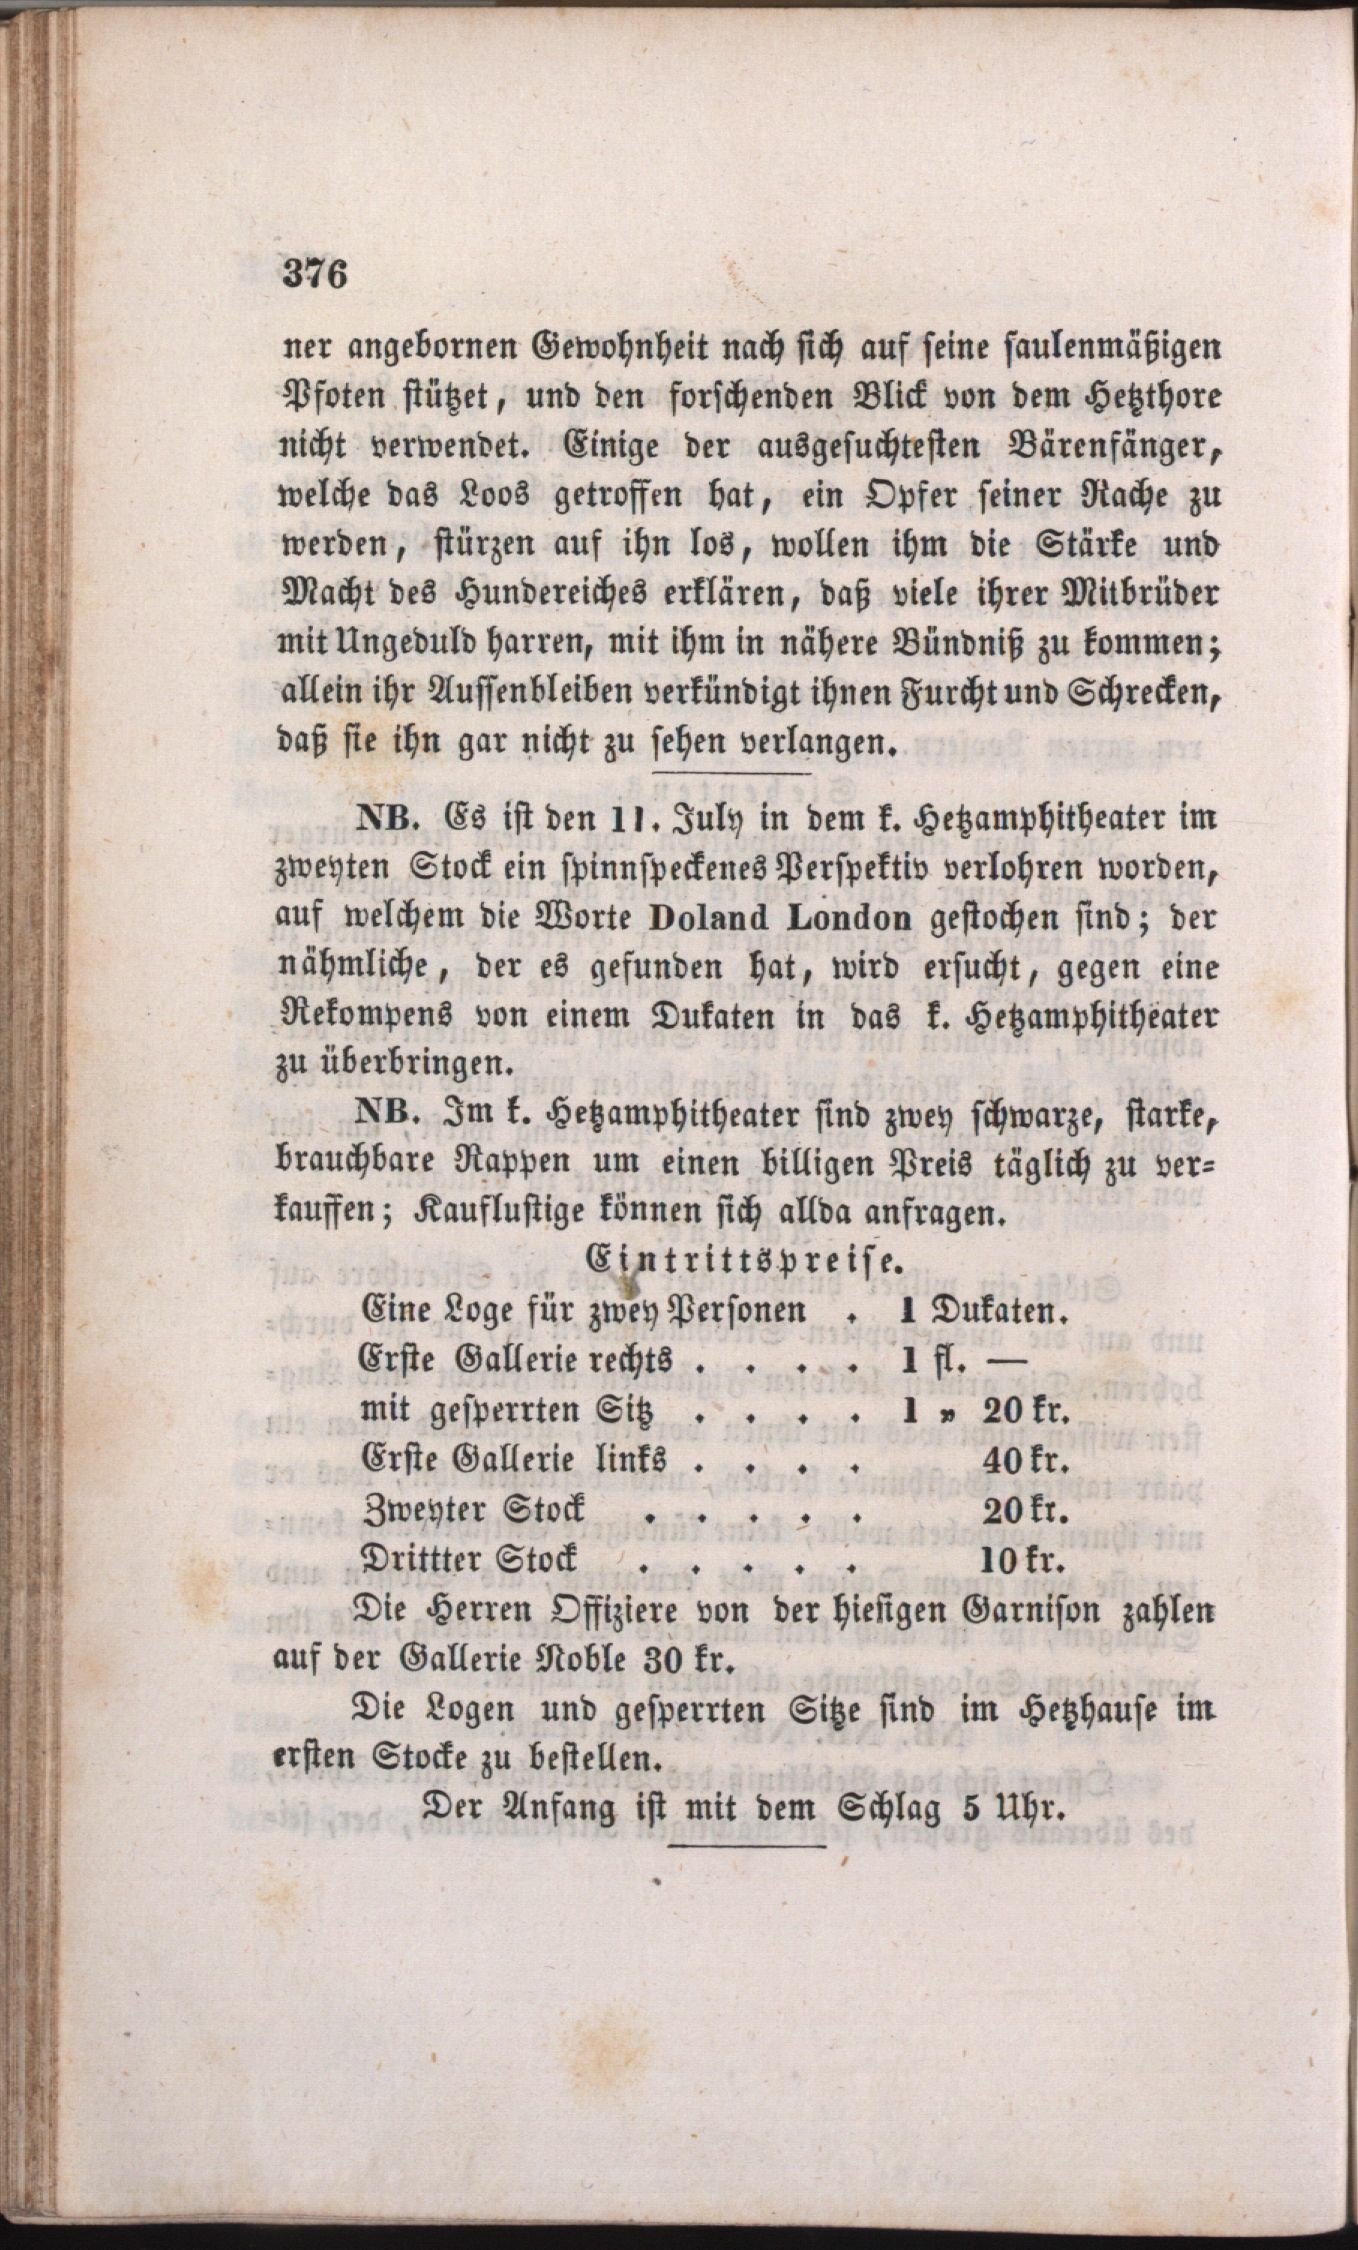 376
ner angebornen Gewohnheit nach sich auf seine saulenmäßigen
Pfoten stützet, und den forschenden Blick von dem Hetzthore
nicht verwendet. Einige der ausgesuchtesten Bärenfänger,
welche das Loos getroffen hat, ein Opfer seiner Rache zu
werden, stürzen auf ihn los, wollen ihm die Stärke und
Macht des Hundereiches erklären, daß viele ihrer Mitbrüder
mit Ungeduld harren, mit ihm in nähere Bündniß zu kommen;
allein ihr Aussenbleiben verkündigt ihnen Furcht und Schrecken,
daß sie ihn gar nicht zu sehen verlangen.
NB. Es ist den 11. July in dem k. Hetzamphitheater im
zweyten Stock ein spinnspeckenes Perspektiv verlohren worden,
auf welchem die Worte Doland London gestochen sind; der
nähmliche, der es gefunden hat, wird ersucht, gegen eine
Rekompens von einem Dukaten in das k. Hetzamphitheater
zu überbringen.
NB. Im k. Hetzamphitheater sind zwey schwarze, starke,
brauchbare Rappen um einen billigen Preis täglich zu ver-
kauffen; Kauflustige können sich allda anfragen.
Eintrittspreise.
Eine Loge für zwey Personen . 1 Dukaten.
Erste Gallerie rechts . . . . 1 fl. —
mit gesperrten Sitz . . . . 1 „ 20 kr.
Erste Gallerie links . . . . 40 kr.
Zweyter Stock . . . . . 20 kr.
Drittter Stock . . . . . 10 kr.
Die Herren Offiziere von der hiesigen Garnison zahlen
auf der Gallerie Noble 30 kr.
Die Logen und gesperrten Sitze sind im Hetzhause im
ersten Stocke zu bestellen.
Der Anfang ist mit dem Schlag 5 Uhr.